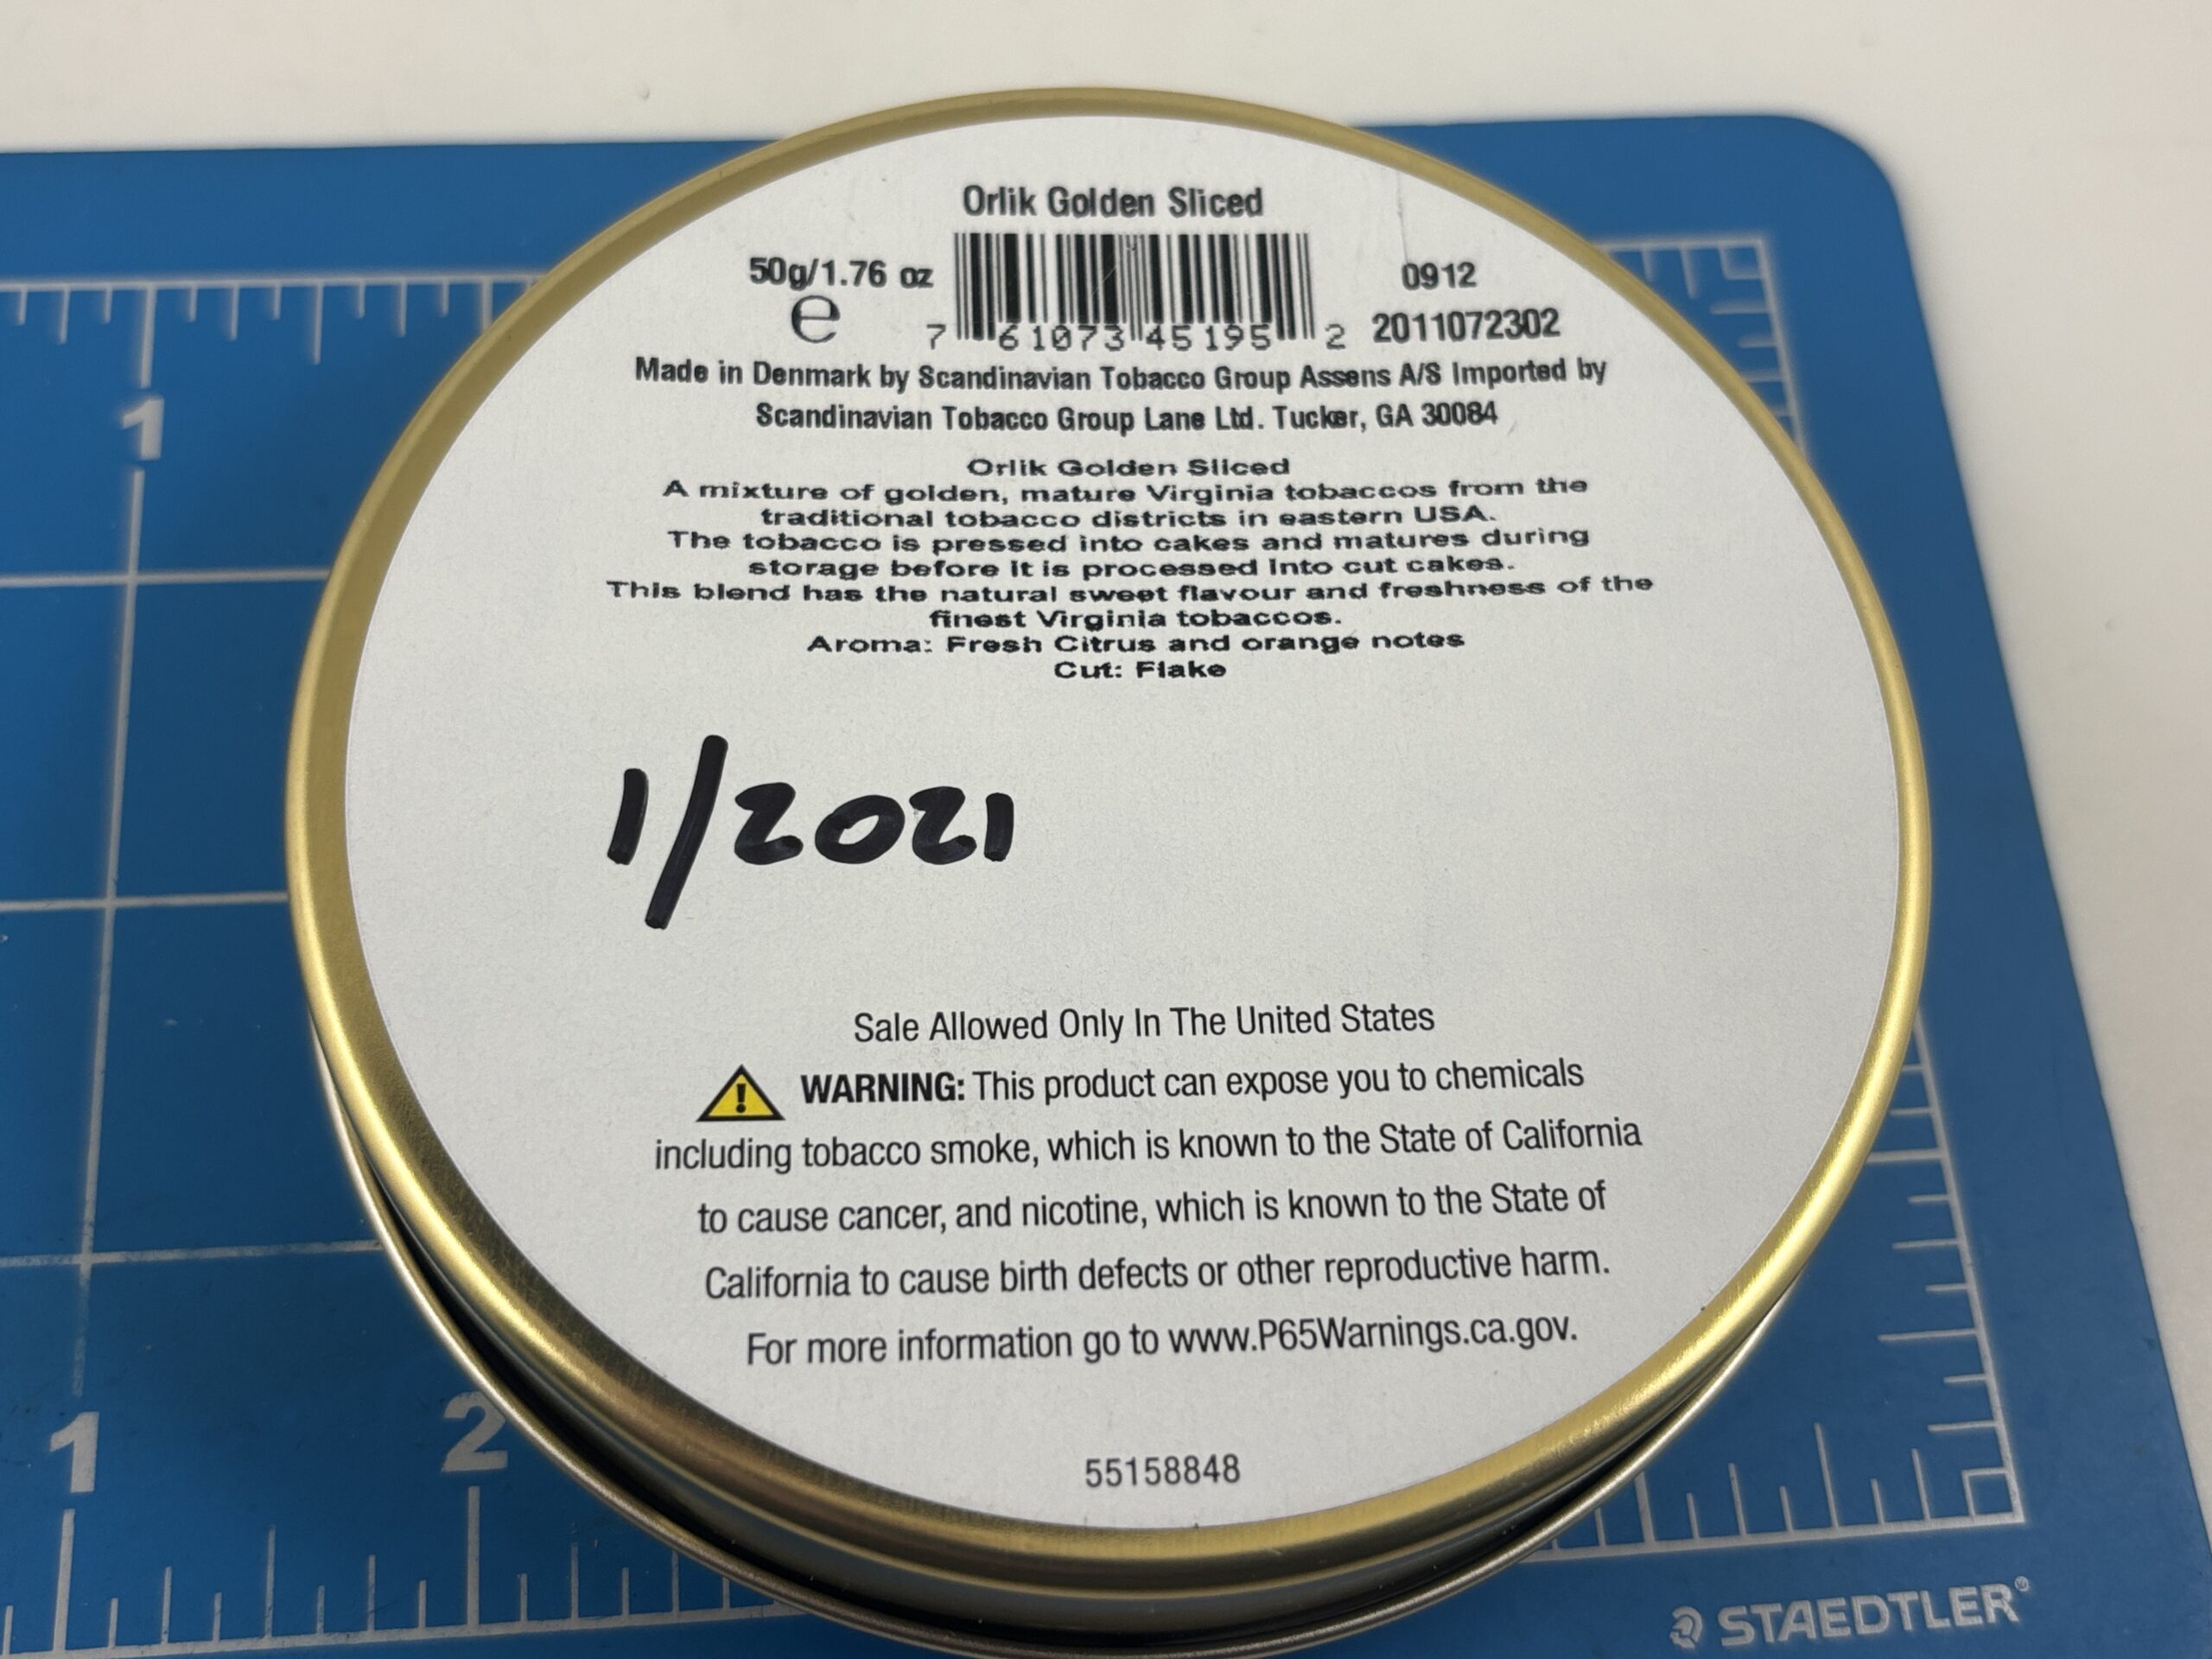 Orlik Golden Sliced
50g/1.76 oz
e
7 61073 45195 2
0912
2011072302
Made in Denmark by Scandinavian Tobacco Group Assens A/S Imported by
Scandinavian Tobacco Group Lane Ltd. Tucker, GA 30084
Orlik Golden Sliced
A mixture of golden, mature Virginia tobaccos from the
traditional tobacco districts in eastern USA.
The tobacco is pressed into cakes and matures during
storage before it is processed into cut cakes.
This blend has the natural sweet flavour and freshness of the
finest Virginia tobaccos.
Aroma: Fresh Citrus and orange notes
Cut: Flake
1/2021
Sale Allowed Only In The United States
WARNING: This product can expose you to chemicals
including tobacco smoke, which is known to the State of California
to cause cancer, and nicotine, which is known to the State of
California to cause birth defects or other reproductive harm.
For more information go to www.P65Warnings.ca.gov.
55158848
1
1
2
STAEDTLER®